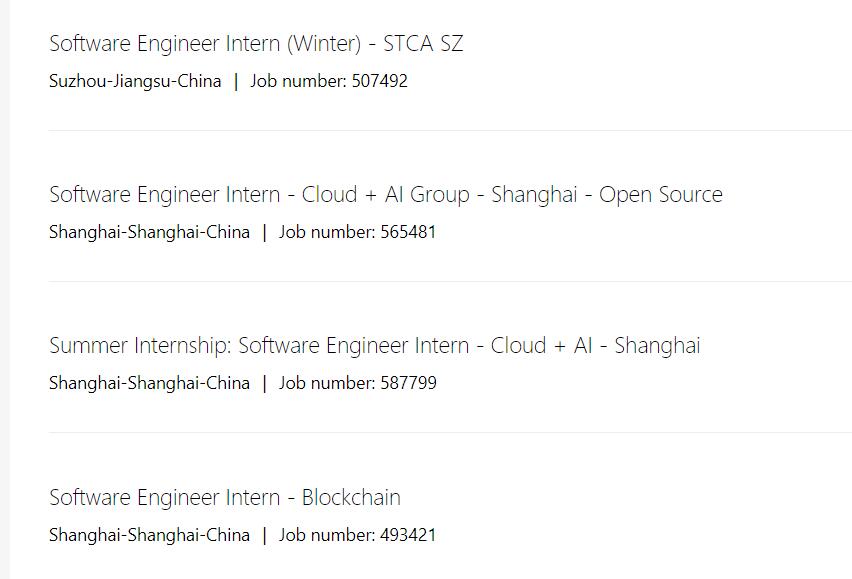 Software Engineer Intern (Winter) - STCA SZ
Suzhou-Jiangsu-China | Job number: 507492
Software Engineer Intern - Cloud + AI Group - Shanghai - Open Source
Shanghai-Shanghai-China | Job number: 565481
Summer Internship: Software Engineer Intern - Cloud + AI - Shanghai
Shanghai-Shanghai-China | Job number: 587799
Software Engineer Intern - Blockchain
Shanghai-Shanghai-China | Job number: 493421